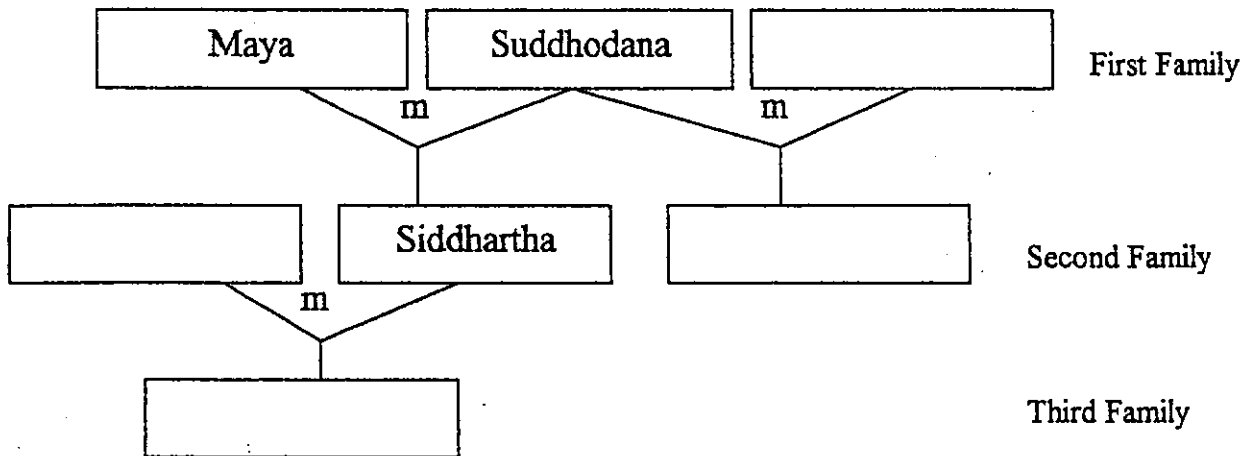 Maya Suddhodana First Family
m m
Siddhartha Second Family
m
Third Family